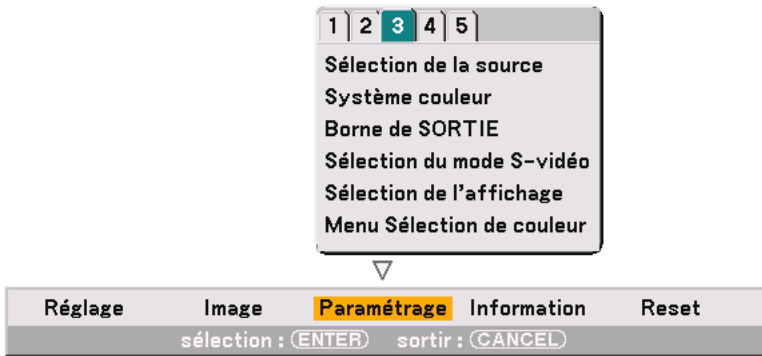 1 2 3 4 5
Sélection de la source
Système couleur
Borne de SORTIE
Sélection du mode S-vidéo
Sélection de l'affichage
Menu Sélection de couleur
Réglage Image Paramétrage Information Reset
sélection : ENTER sortir : CANCEL